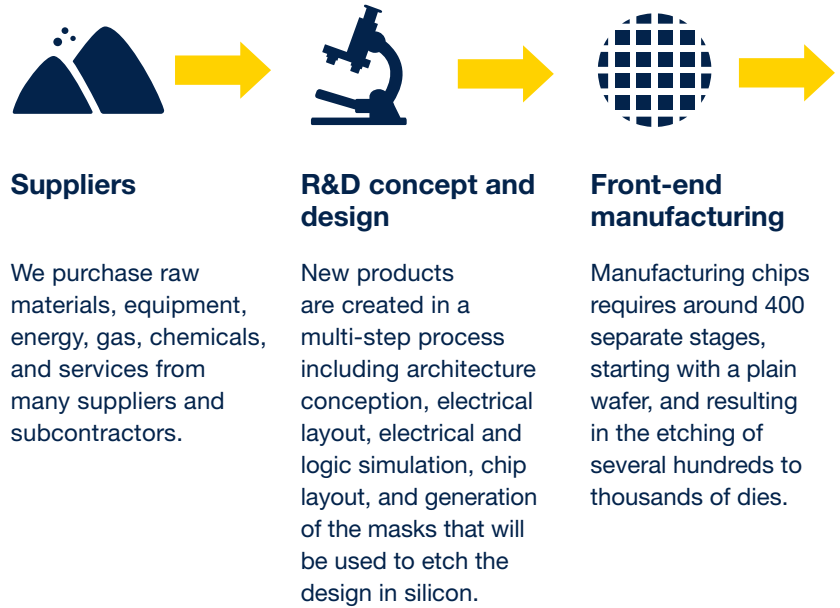 Suppliers
We purchase raw
materials, equipment,
energy, gas, chemicals,
and services from
many suppliers and
subcontractors.
R&D concept and
design
New products
are created in a
multi-step process
including architecture
conception, electrical
layout, electrical and
logic simulation, chip
layout, and generation
of the masks that will
be used to etch the
design in silicon.
Front-end
manufacturing
Manufacturing chips
requires around 400
separate stages,
starting with a plain
wafer, and resulting
in the etching of
several hundreds to
thousands of dies.